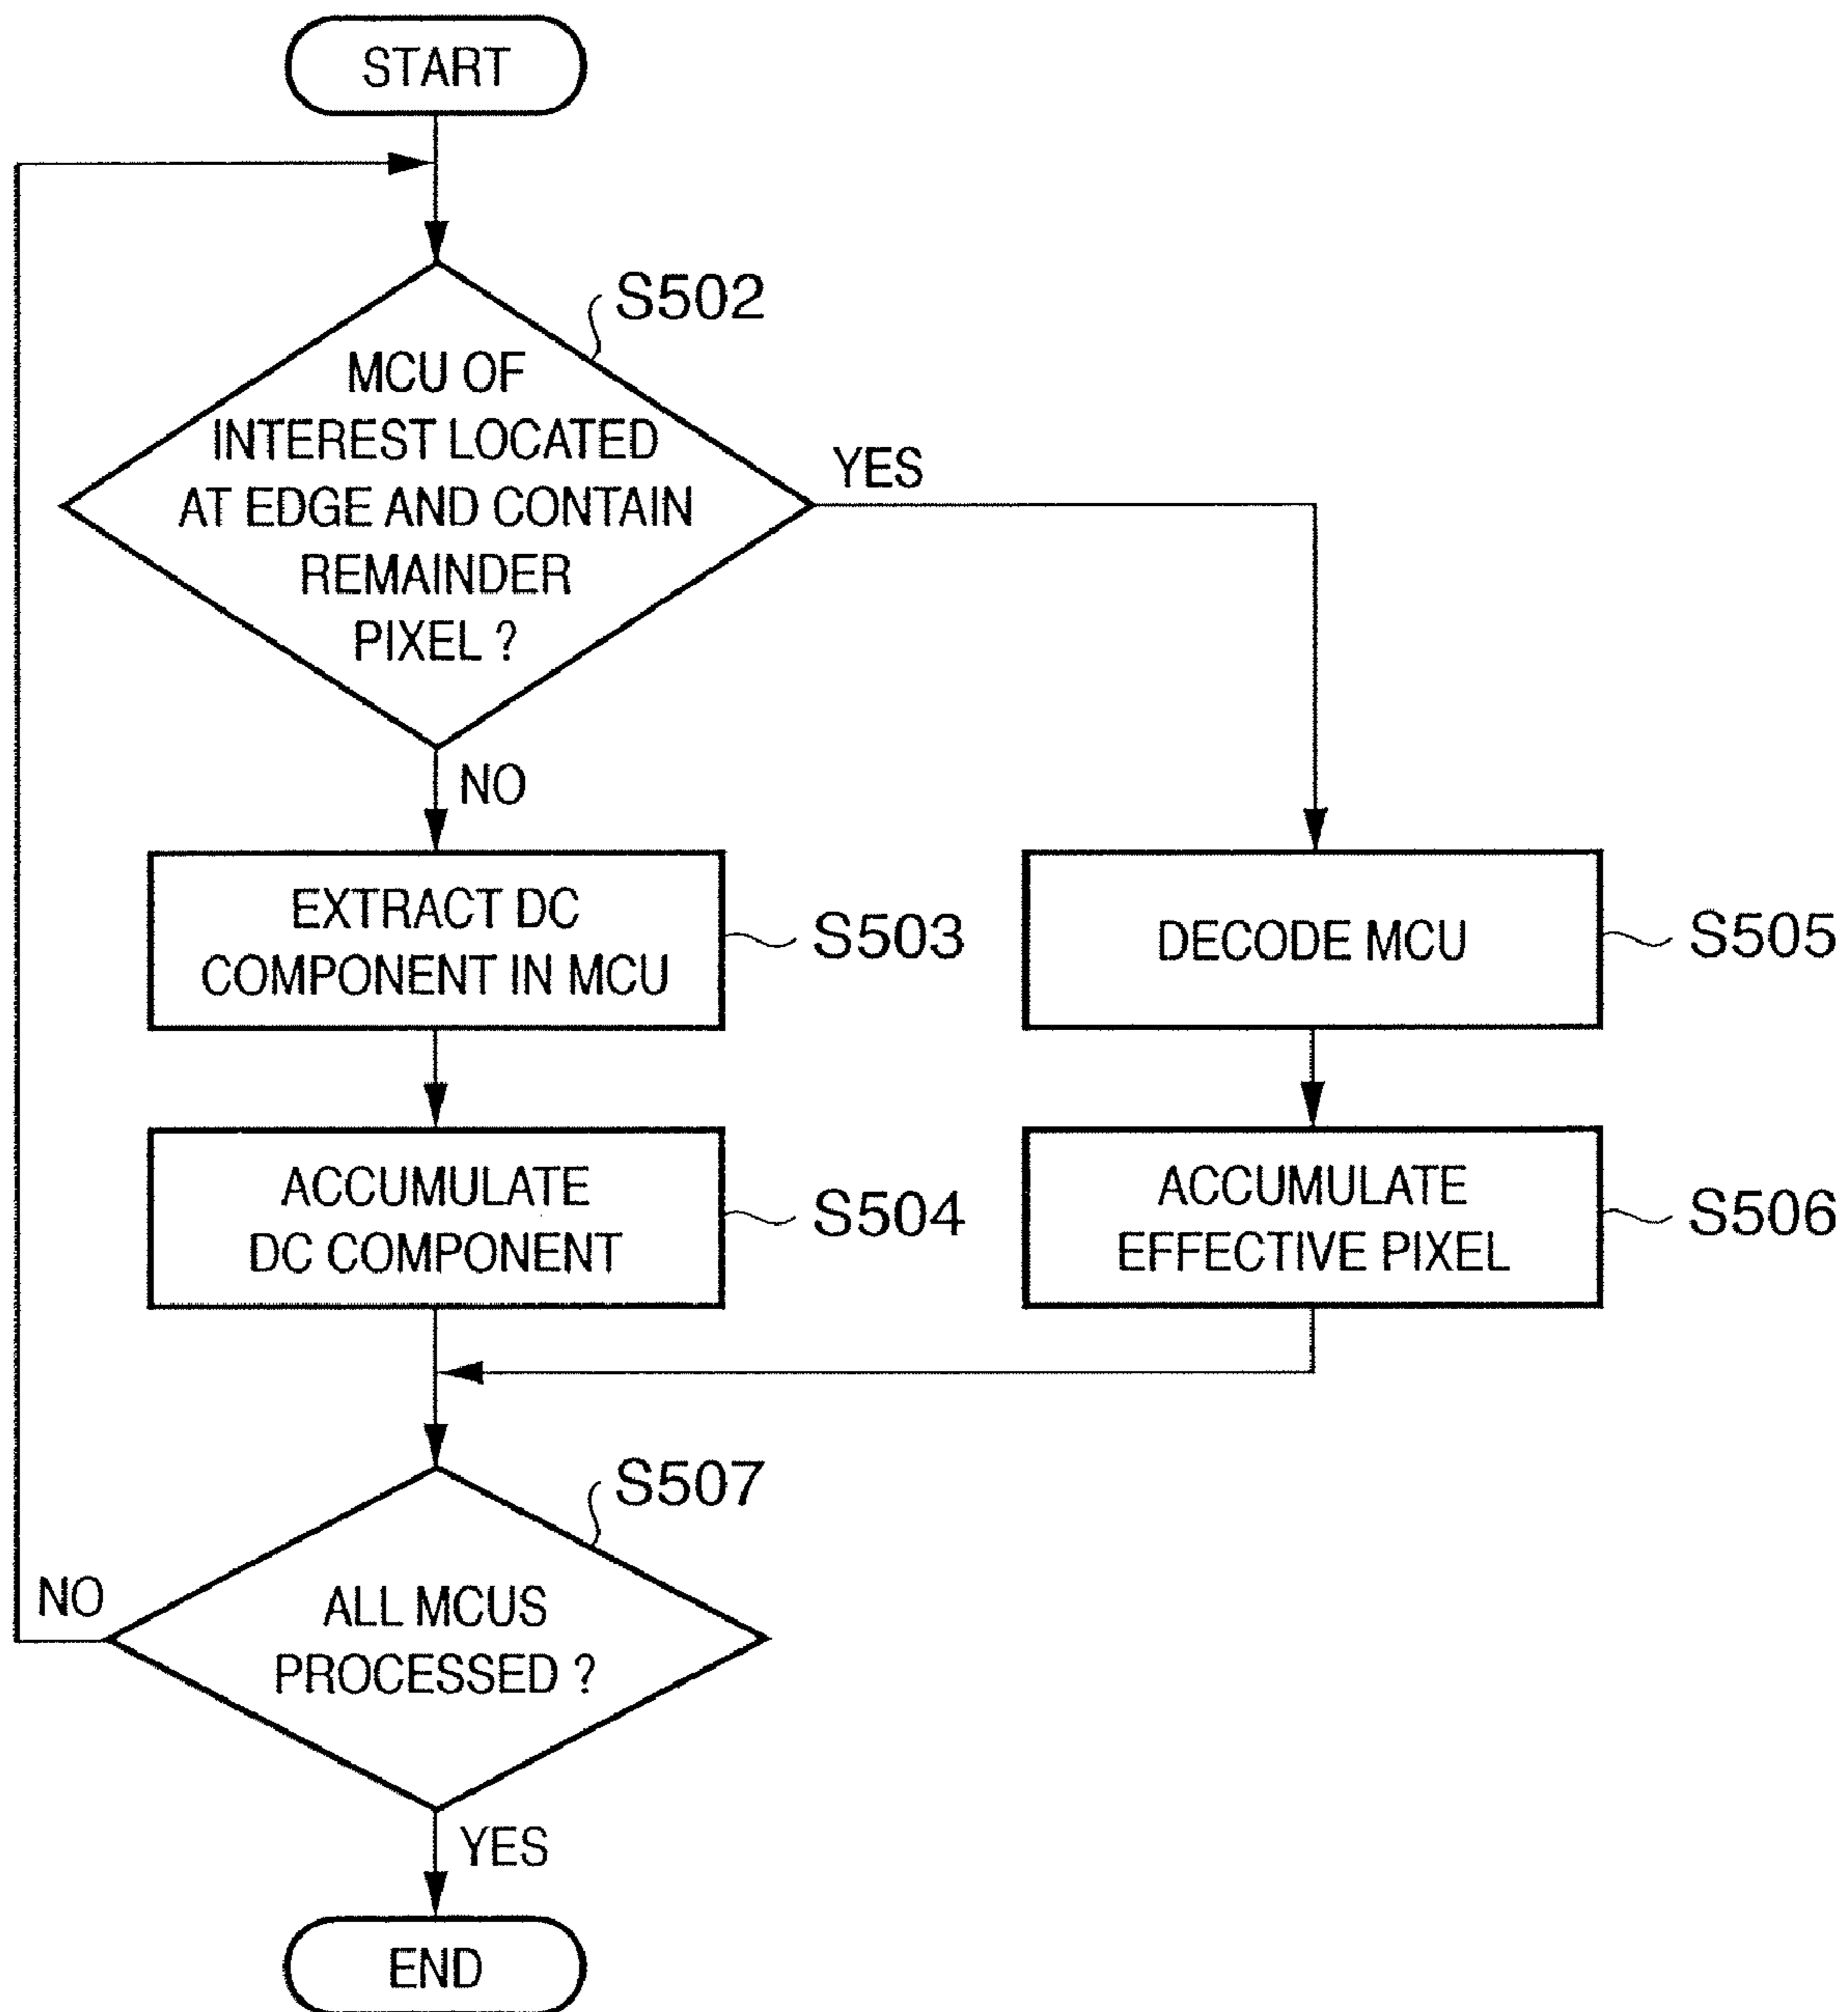 START
S502
MCU OF
INTEREST LOCATED
AT EDGE AND CONTAIN
REMAINDER
PIXEL ?
YES
NO
EXTRACT DC
COMPONENT IN MCU
S503
DECODE MCU
S505
ACCUMULATE
DC COMPONENT
S504
ACCUMULATE
EFFECTIVE PIXEL
S506
S507
ALL MCUS
PROCESSED ?
NO
YES
END